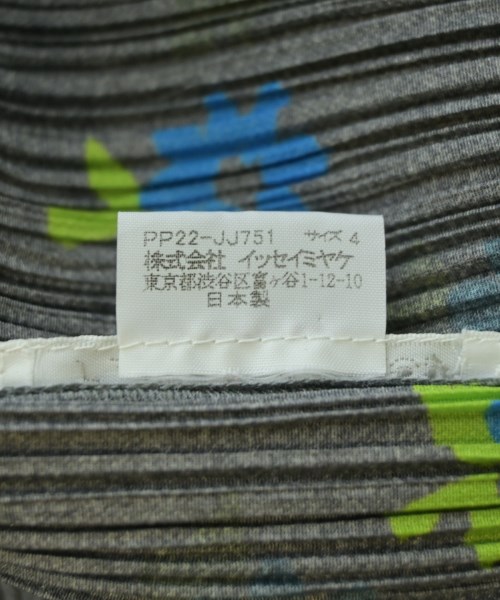 PP22-JJ751 サイズ 4
株式会社 イッセイミヤケ
東京都渋谷区富ヶ谷1-12-10
日本製